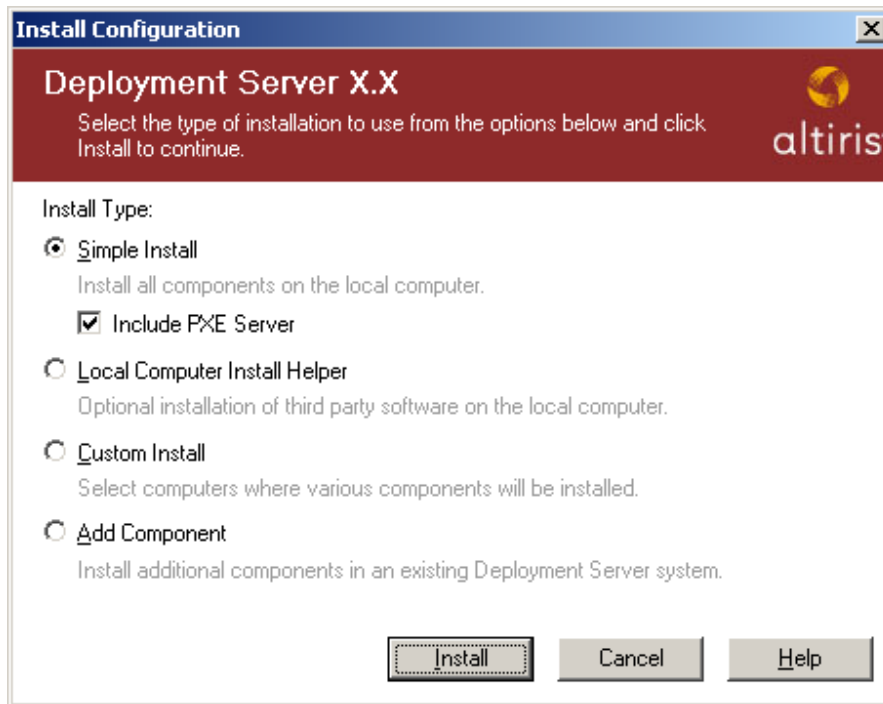 Install Configuration
Deployment Server X.X
Select the type of installation to use from the options below and click
Install to continue.
altiris
Install Type:
Simple Install
Install all components on the local computer.
Include PXE Server
Local Computer Install Helper
Optional installation of third party software on the local computer.
Custom Install
Select computers where various components will be installed.
Add Component
Install additional components in an existing Deployment Server system.
Install Cancel Help